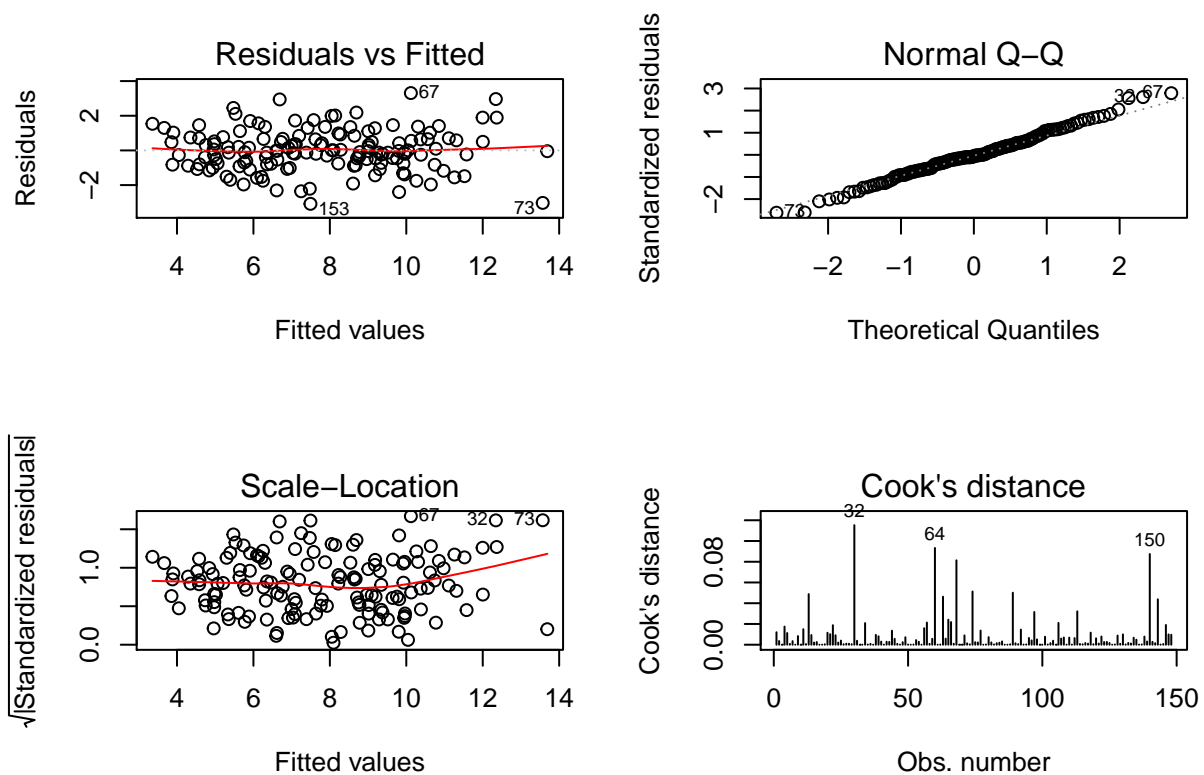 Residuals vs Fitted
Residuals
2
−2
67
153
73
4 6 8 10 12 14
Fitted values
Normal Q−Q
Standardized residuals
3
1
−2
32 67
73
−2 −1 0 1 2
Theoretical Quantiles
Scale−Location
√|Standardized residuals|
1.0
0.0
67
32 73
4 6 8 10 12 14
Fitted values
Cook's distance
Cook's distance
0.08
0.00
32
64
150
0 50 100 150
Obs. number